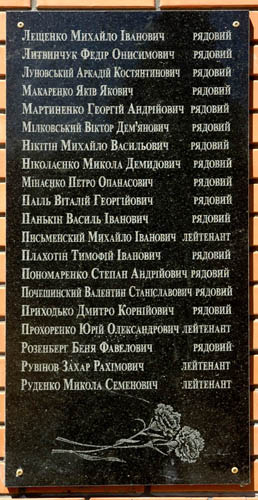 Лещенко Михайло Іванович рядовий
Литвинчук Федір Онисимович рядовий
Луновський Аркадій Костянтинович рядовий
Макаренко Яків Якович рядовий
Мартиненко Георгій Андрійович рядовий
Мілковський Віктор Дем'янович рядовий
Нікітін Михайло Васильович рядовий
Ніколаєнко Микола Демидович рядовий
Мінаєнко Петро Опанасович рядовий
Паїль Віталій Георгійович рядовий
Панькін Василь Іванович рядовий
Письменский Михайло Іванович лейтенант
Плахотін Тимофій Іванович рядовий
Пономаренко Степан Андрійович рядовий
Почешинский Валентин Станіславович рядовий
Приходько Дмитро Корнійович рядовий
Прохоренко Юрій Олександрович лейтенант
Розенберг Беня Фавелович рядовий
Рувінов Захар Рахімович лейтенант
Руденко Микола Семенович лейтенант